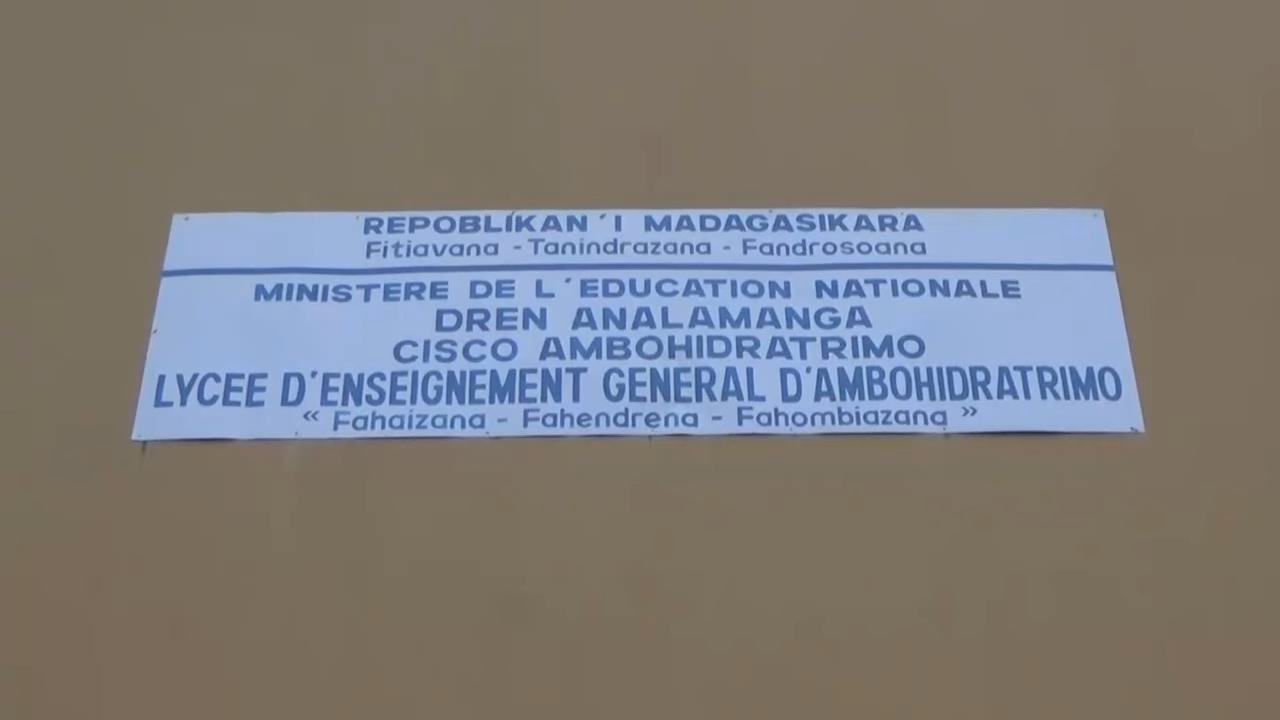 REPOBLIKAN 'I MADAGASIKARA
Fitiavana - Tanindrazana - Fandrosoana
MINISTERE DE L 'EDUCATION NATIONALE
DREN ANALAMANGA
CISCO AMBOHIDRATRIMO
LYCEE D'ENSEIGNEMENT GENERAL D'AMBOHIDRATRIMO
« Fahaizana - Fahendrena - Fahombiazana »